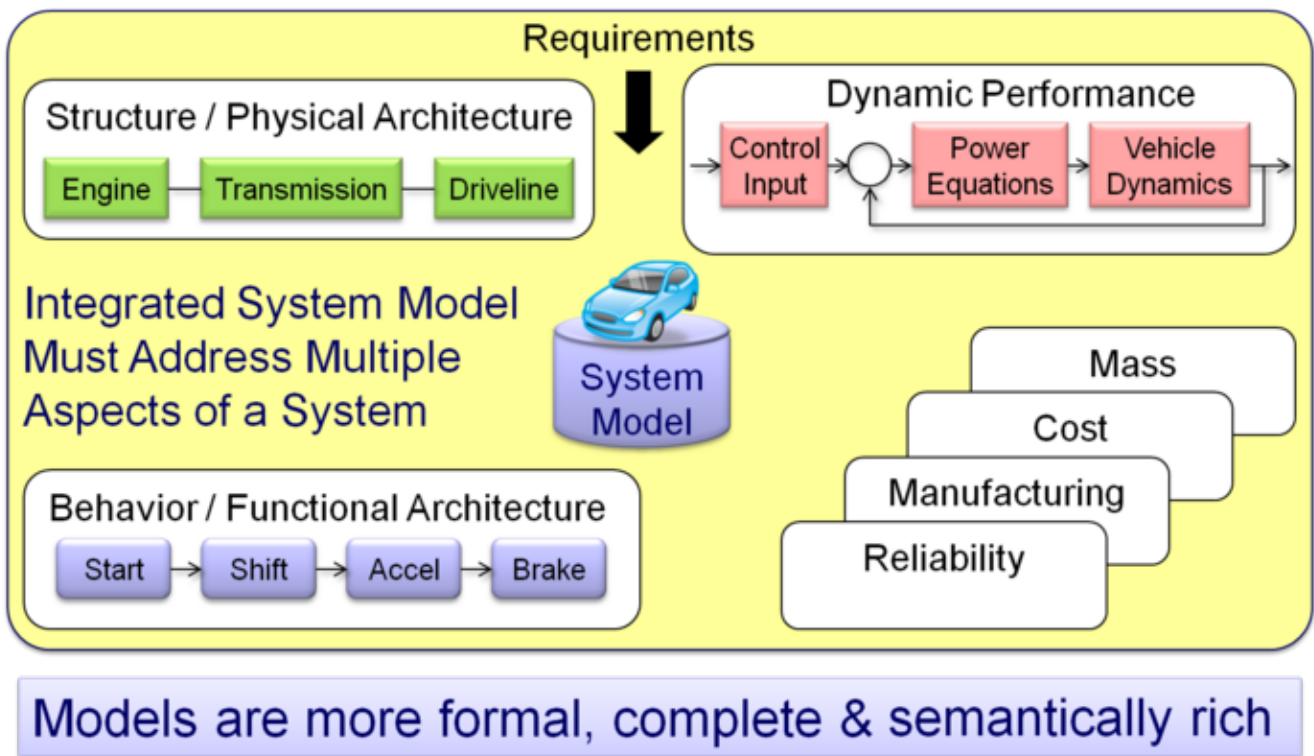 Requirements
Structure / Physical Architecture
Engine
Transmission
Driveline
Dynamic Performance
Control
Input
Power
Equations
Vehicle
Dynamics
Integrated System Model
Must Address Multiple
Aspects of a System
System
Model
Mass
Cost
Manufacturing
Reliability
Behavior / Functional Architecture
Start
Shift
Accel
Brake
Models are more formal, complete & semantically rich